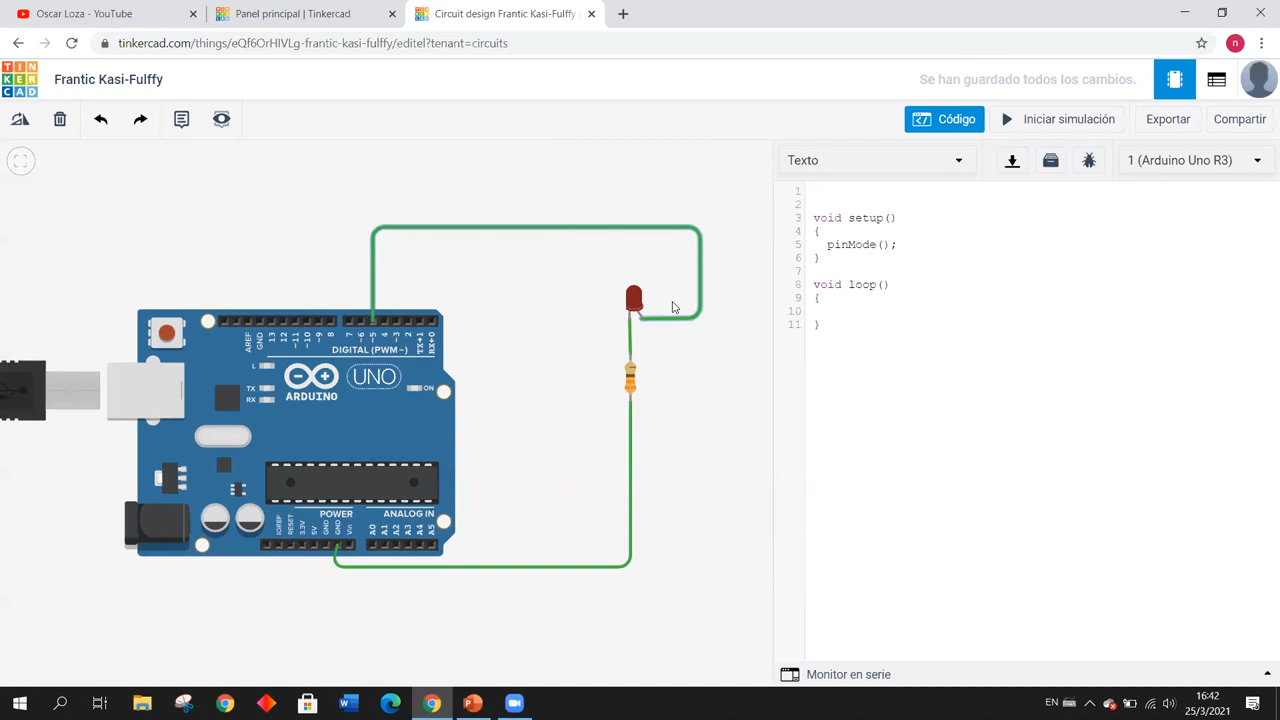 Oscar Loza - YouTube
Panel principal | Tinkercad
Circuit design Frantic Kasi-Fulffy
tinkercad.com/things/eQf6OrHIVLg-frantic-kasi-fulffy/editel?tenant=circuits
n
TIN
KER
CAD
Frantic Kasi-Fulffy
Se han guardado todos los cambios.
Código
Iniciar simulación
Exportar
Compartir
Texto
1 (Arduino Uno R3)
1
2
3 void setup()
4 {
5 pinMode();
6 }
7
8 void loop()
9 {
10
11 }
AREF
GND
13
12
~11
~10
~9
8
7
~6
~5
4
~3
2
TX→1
RX←0
DIGITAL (PWM~)
L
TX
RX
UNO
ON
ARDUINO
POWER
ANALOG IN
IOREF
RESET
3.3V
5V
GND
GND
Vin
A0
A1
A2
A3
A4
A5
Monitor en serie
EN
16:42
25/3/2021